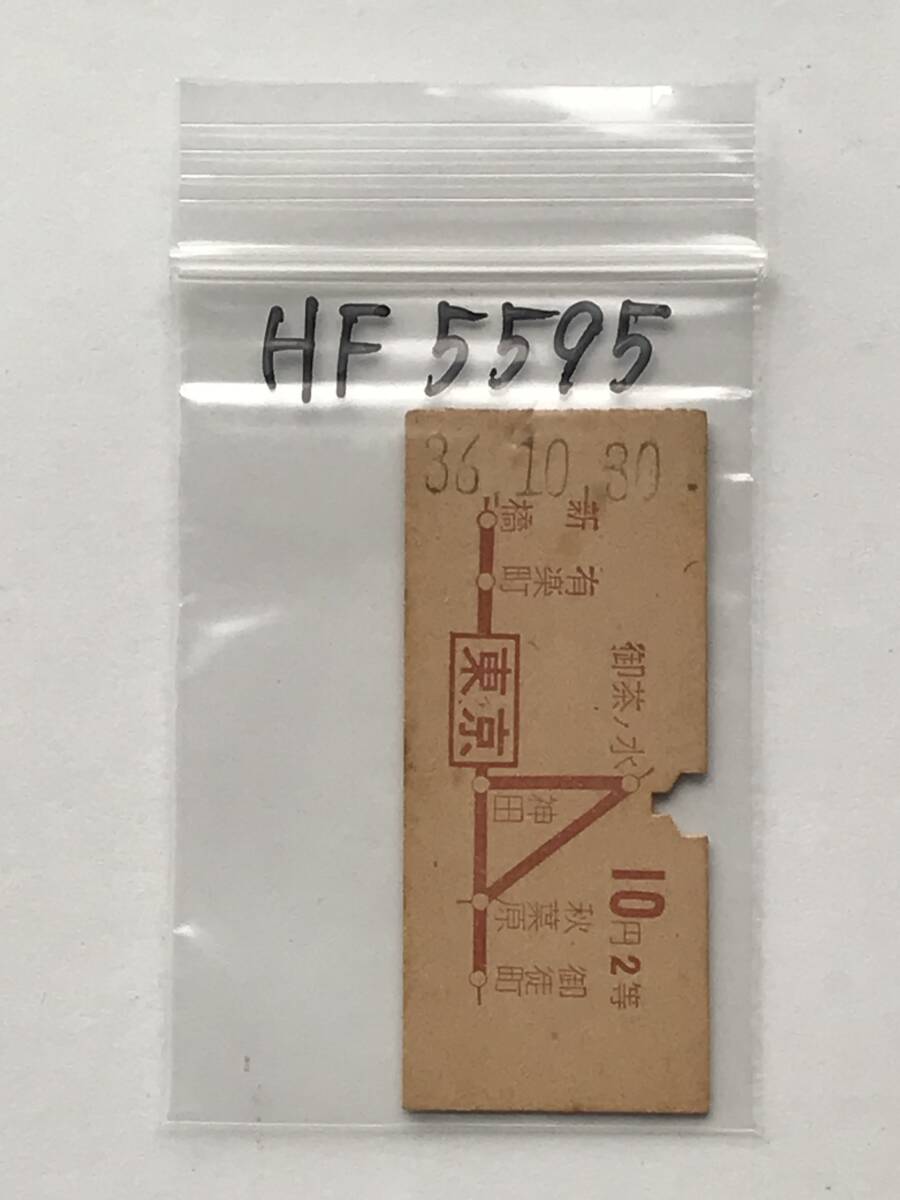 HF 5595
36.10.30
新橋
有楽町
東京
御茶ノ水
神田
秋葉原
御徒町
10円2等